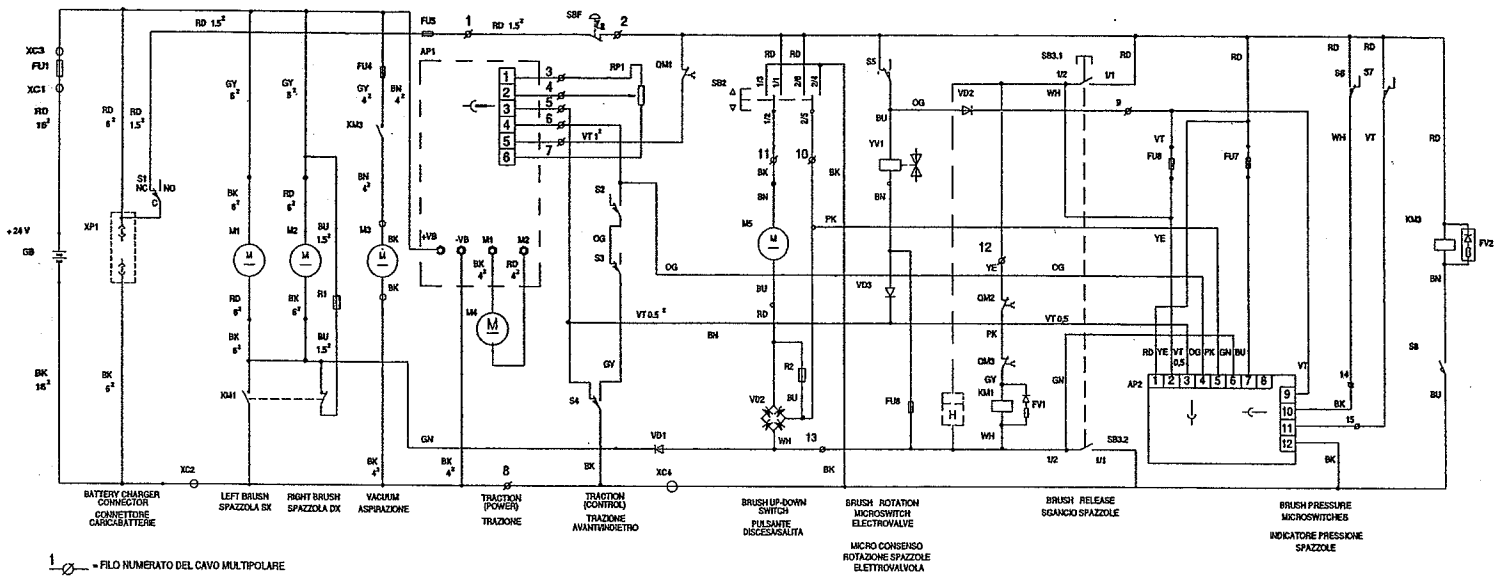 XC3
FU1
XC1
RD
16²
+ 24 V
GB
BK
16²
RD
6²
RD
1.5²
S1
NC
NO
C
XP1
BK
6²
XC2
RD 1.5²
FU5
1
RD 1.5²
SBF
2
GY
6²
BK
6²
M1
M
RD
6²
BK
6²
KM1
GY
RD
6²
BU
1.5²
M2
M
R1
BK
6²
BU
1.5²
FU4
GY
4²
BN
4²
KM3
BN
4²
M3
BK
M
BK
GN
BK
4²
AP1
1
2
3
4
5
6
3
4
5
6
7
RP1
VT 1²
QM1
+VB
-VB
M1
M2
BK
4²
RD
4²
M4
M
BK
4²
8
S2
OG
S3
VT 0.5²
GY
S4
BK
XC4
OG
BN
VD1
RD
RD
SB2
1/3
2/6
2/4
1/2
2/5
11
10
BK
BN
BK
M5
M
BU
RD
R2
BU
VD2
WH
13
BK
PK
S5
OG
BU
YV1
BN
VD3
FU8
VD2
H
SB3.1
1/2
1/1
WH
RD
9
12
YE
QM2
PK
QM3
GY
KM1
FV1
WH
OG
VT 0,5
GN
SB3.2
1/2
1/1
VT
FU6
YE
RD
FU7
RD
YE
VT
0,5
OG
PK
GN
BU
AP2
1 2 3 4 5 6 7 8
9
10
11
12
VT
BK
RD
RD
S6
S7
WH
VT
14
BK
15
BK
RD
KM3
FV2
BN
S8
BU
BATTERY CHARGER
CONNECTOR
CONNETTORE
CARICABATTERIE
LEFT BRUSH
SPAZZOLA SX
RIGHT BRUSH
SPAZZOLA DX
VACUUM
ASPIRAZIONE
TRACTION
(POWER)
TRAZIONE
TRACTION
(CONTROL)
TRAZIONE
AVANTI/INDIETRO
BRUSH UP-DOWN
SWITCH
PULSANTE
DISCESA/SALITA
BRUSH ROTATION
MICROSWITCH
ELECTROVALVE
MICRO CONSENSO
ROTAZIONE SPAZZOLE
ELETTROVALVOLA
BRUSH RELEASE
SGANCIO SPAZZOLE
BRUSH PRESSURE
MICROSWITCHES
INDICATORE PRESSIONE
SPAZZOLE
1 = FILO NUMERATO DEL CAVO MULTIPOLARE